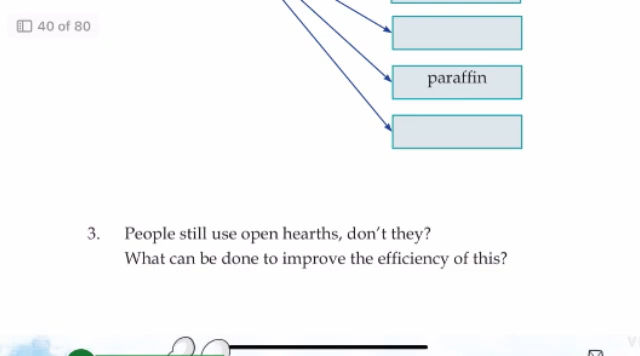 40 of 80
paraffin
3. People still use open hearths, don't they?
What can be done to improve the efficiency of this?